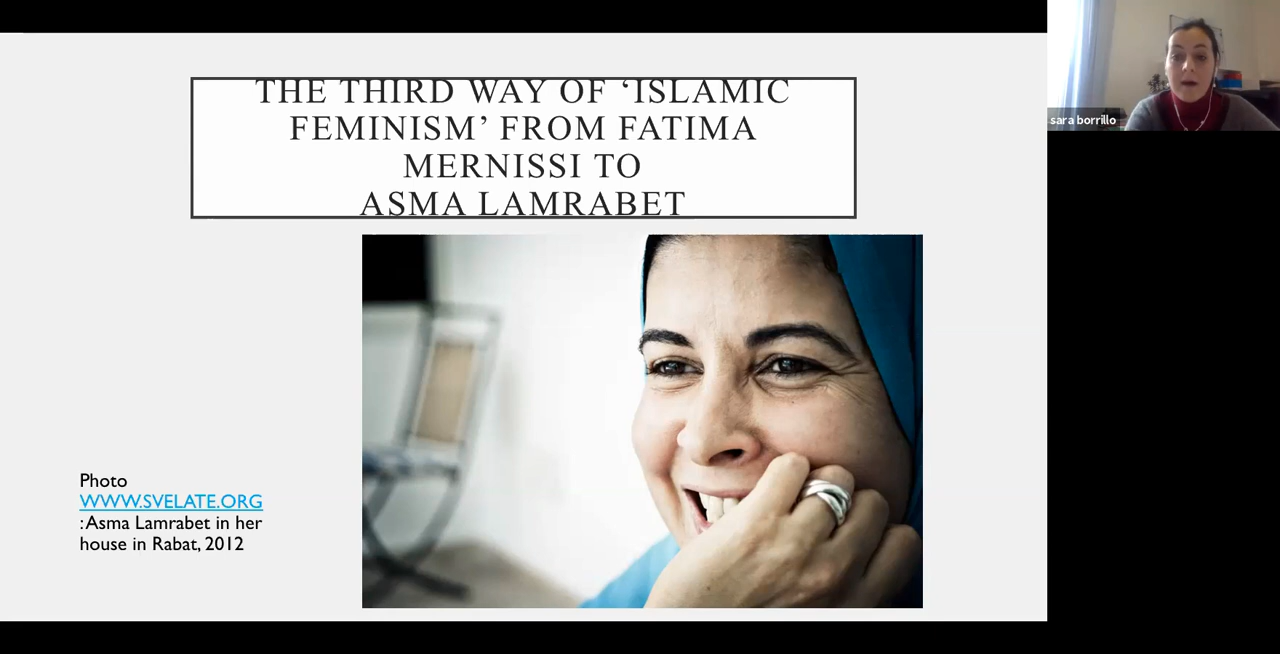 THE THIRD WAY OF ‘ISLAMIC
FEMINISM’ FROM FATIMA
MERNISSI TO
ASMA LAMRABET
Photo
WWW.SVELATE.ORG
: Asma Lamrabet in her
house in Rabat, 2012
sara borrillo